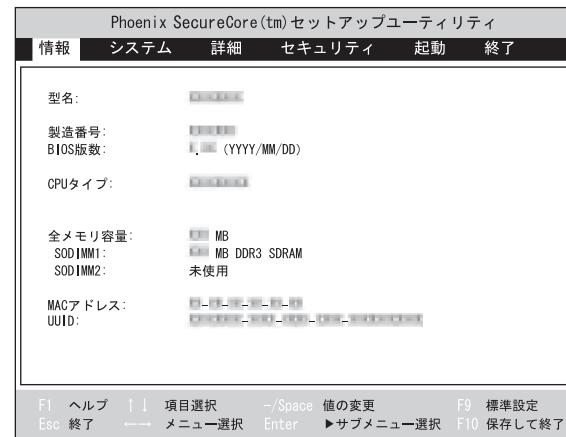 Phoenix SecureCore(tm)セットアップユーティリティ
情報 システム 詳細 セキュリティ 起動 終了
型名:
製造番号:
BIOS版数: (YYYY/MM/DD)
CPUタイプ:
全メモリ容量: MB
SODIMM1: MB DDR3 SDRAM
SODIMM2: 未使用
MACアドレス:
UUID:
F1 ヘルプ ↑↓ 項目選択 -/Space 値の変更 F9 標準設定
Esc 終了 ←→ メニュー選択 Enter ▶サブメニュー選択 F10 保存して終了